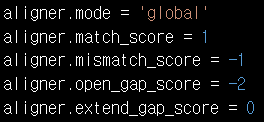 aligner.mode = 'global'
aligner.match_score = 1
aligner.mismatch_score = -1
aligner.open_gap_score = -2
aligner.extend_gap_score = 0